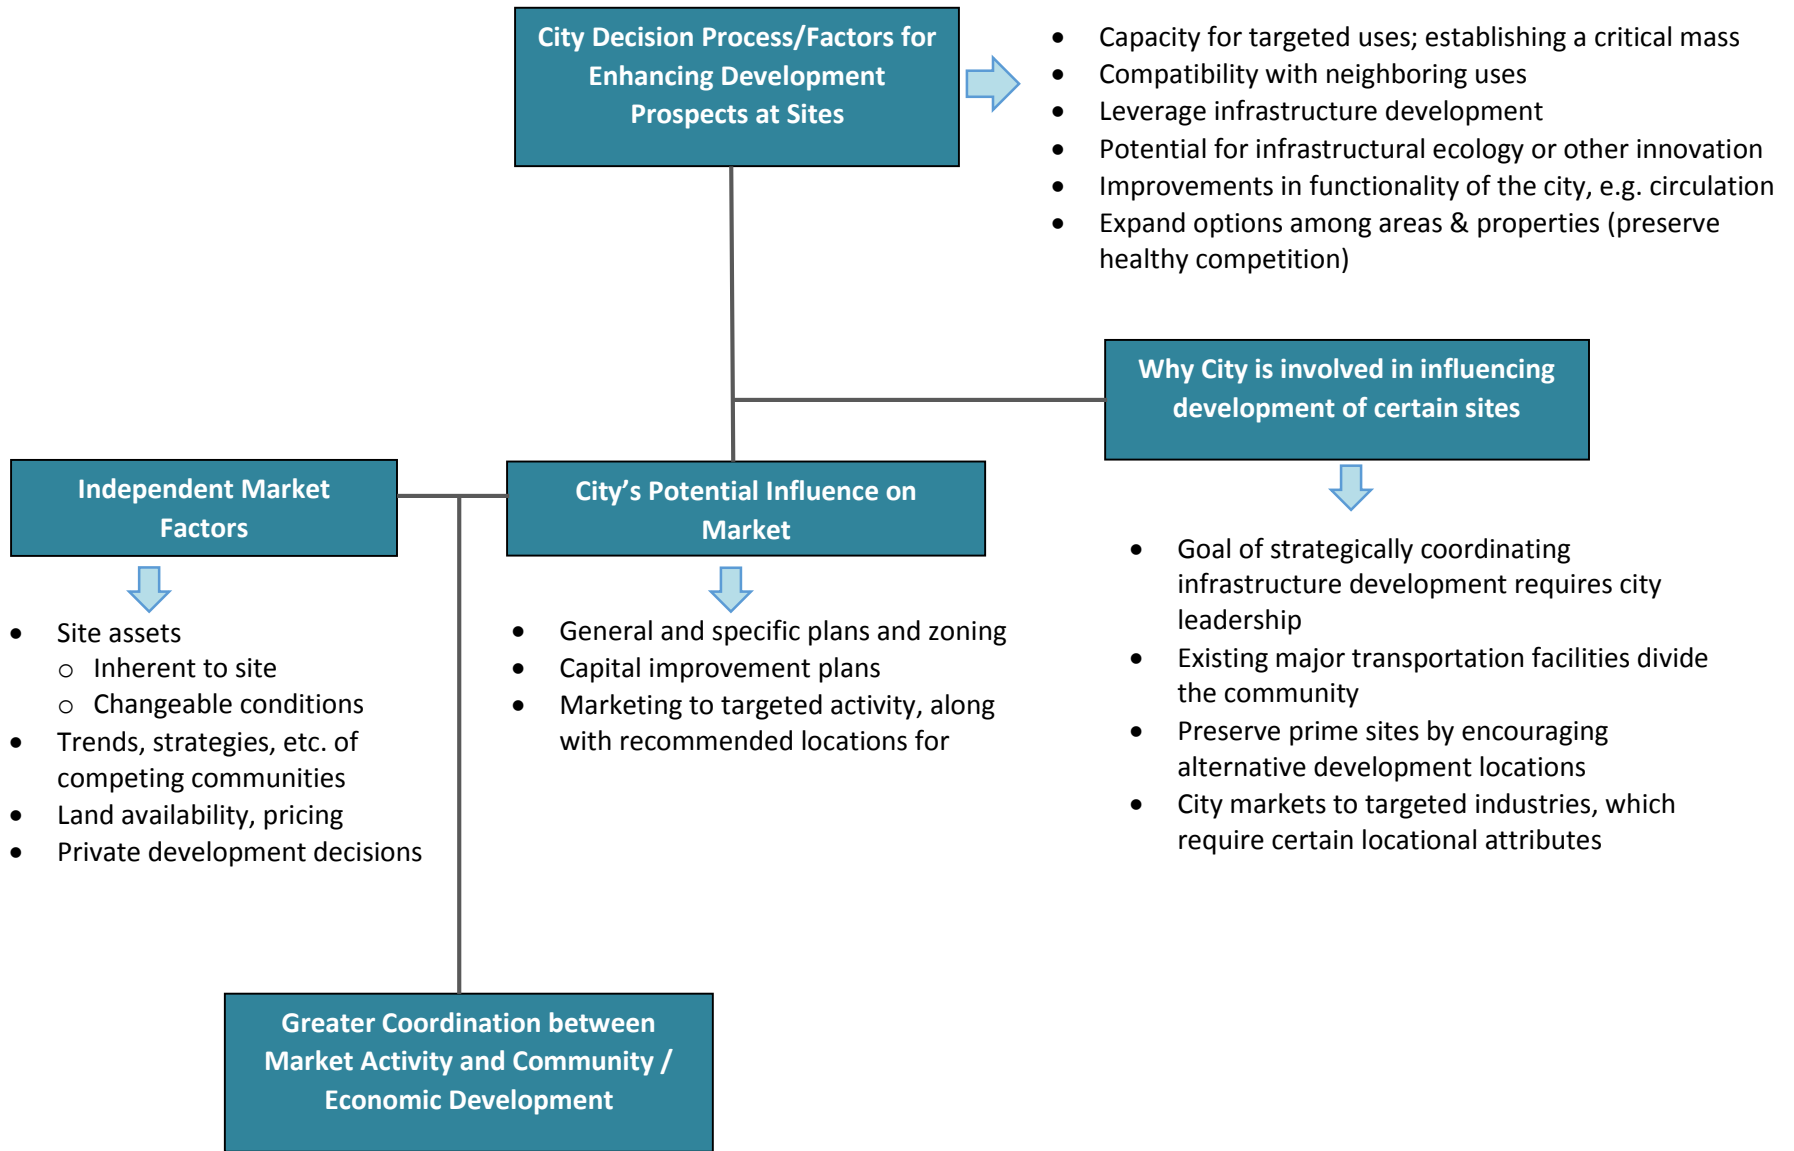 City Decision Process/Factors for
Enhancing Development
Prospects at Sites
• Capacity for targeted uses; establishing a critical mass
• Compatibility with neighboring uses
• Leverage infrastructure development
• Potential for infrastructural ecology or other innovation
• Improvements in functionality of the city, e.g. circulation
• Expand options among areas & properties (preserve
healthy competition)
Why City is involved in influencing
development of certain sites
• Goal of strategically coordinating
infrastructure development requires city
leadership
• Existing major transportation facilities divide
the community
• Preserve prime sites by encouraging
alternative development locations
• City markets to targeted industries, which
require certain locational attributes
Independent Market
Factors
• Site assets
o Inherent to site
o Changeable conditions
• Trends, strategies, etc. of
competing communities
• Land availability, pricing
• Private development decisions
City’s Potential Influence on
Market
• General and specific plans and zoning
• Capital improvement plans
• Marketing to targeted activity, along
with recommended locations for
Greater Coordination between
Market Activity and Community /
Economic Development